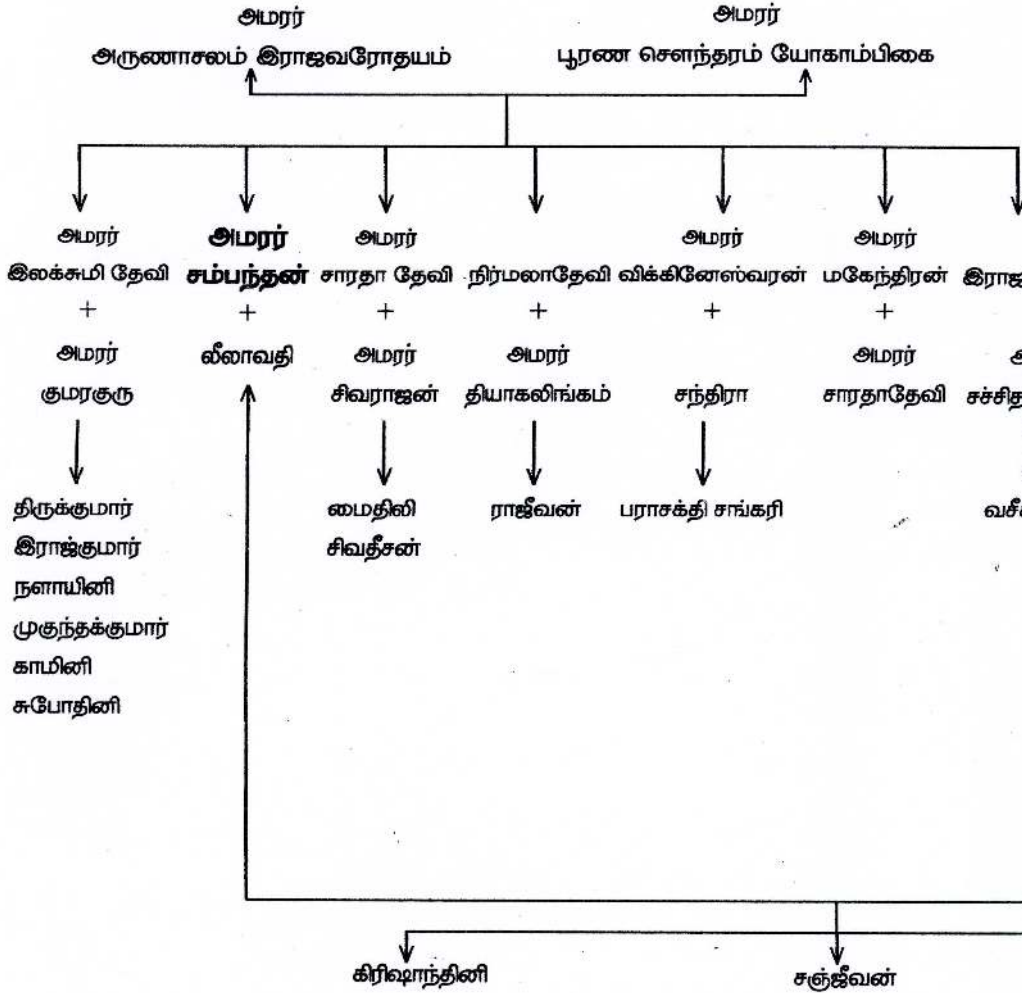 அமரர் அமரர்
அருணாசலம் இராஜவரோதயம் பூரண சௌந்தரம் யோகாம்பிகை
அமரர் அமரர் அமரர் அமரர் அமரர்
இலக்சுமி தேவி சம்பந்தன் சாரதா தேவி நிர்மலாதேவி விக்கினேஸ்வரன் மகேந்திரன்
+ + + + + +
அமரர் லீலாவதி அமரர் அமரர் அமரர்
குமரகுரு சிவராஜன் தியாகலிங்கம் சந்திரா சாரதாதேவி
திருக்குமார் மைதிலி ராஜீவன் பராசக்தி சங்கரி
இராஜ்குமார் சிவதீசன்
நளாயினி
முகுந்தக்குமார்
காமினி
சுபோதினி
கிரிஷாந்தினி சஞ்ஜீவன்